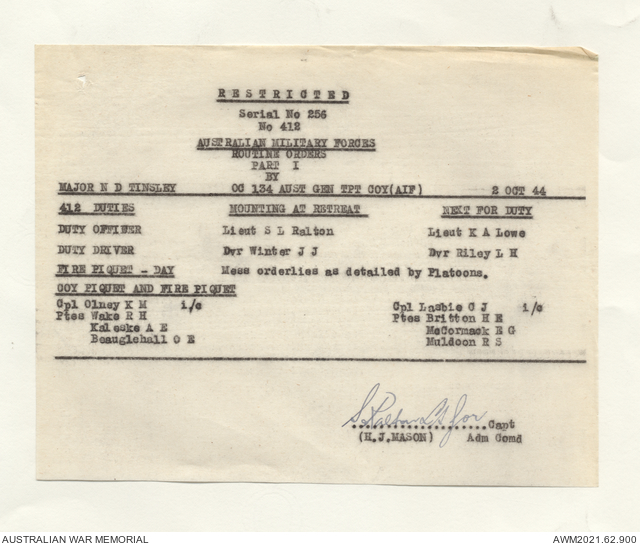 RESTRICTED
Serial No 256
No 412
AUSTRALIAN MILITARY FORCES
ROUTINE ORDERS
PART I
BY
MAJOR N D TINSLEY OC 134 AUST GEN TPT COY(AIF) 2 OCT 44
412 DUTIES MOUNTING AT RETREAT NEXT FOR DUTY
DUTY OFFICER Lieut S L Ralton Lieut K A Lowe
DUTY DRIVER Dvr Winter J J Dvr Riley L H
FIRE PIQUET - DAY Mess orderlies as detailed by Platoons.
COY PIQUET AND FIRE PIQUET
Cpl Olney K M i/c Cpl Lasbie C J i/c
Ptes Wake R H Ptes Britton H E
Kaleske A E McCormack E G
Beauglehall O E Muldoon R S
S Ralton Lt for
....................Capt
(H.J.MASON) Adm Comd
AUSTRALIAN WAR MEMORIAL AWM2021.62.900